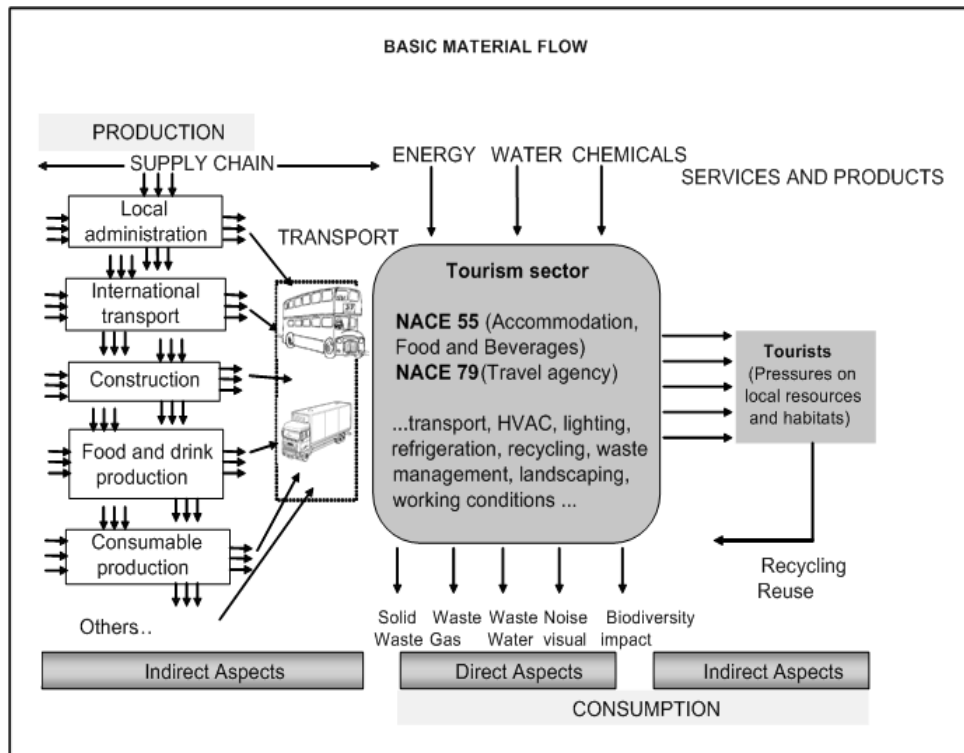 BASIC MATERIAL FLOW
PRODUCTION
SUPPLY CHAIN
ENERGY WATER CHEMICALS
SERVICES AND PRODUCTS
Local
administration
International
transport
Construction
Food and drink
production
Consumable
production
Others..
TRANSPORT
Tourism sector
NACE 55 (Accommodation,
Food and Beverages)
NACE 79(Travel agency)
...transport, HVAC, lighting,
refrigeration, recycling, waste
management, landscaping,
working conditions ...
Tourists
(Pressures on
local resources
and habitats)
Recycling
Reuse
Solid
Waste
Waste
Gas
Waste
Water
Noise
visual
Biodiversity
impact
Indirect Aspects
Direct Aspects
Indirect Aspects
CONSUMPTION